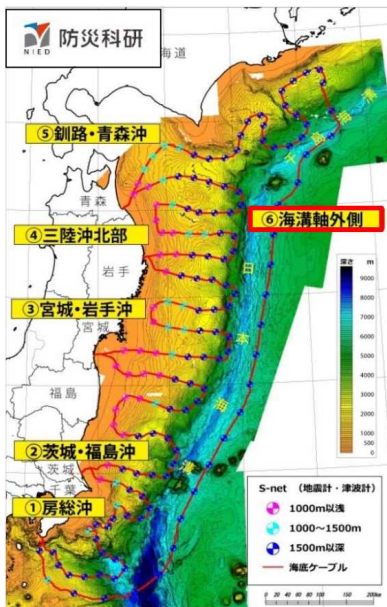 NIED
防災科研
海道
⑤釧路・青森沖
千島海溝
青森
⑥海溝軸外側
④三陸沖北部
岩手
日本海溝
深さ m
9000
8000
7000
6000
5000
4000
3000
2000
1000
500
0
③宮城・岩手沖
宮城
福島
②茨城・福島沖
茨城
千葉
①房総沖
S-net （地震計・津波計）
1000m以浅
1000～1500m
1500m以深
海底ケーブル